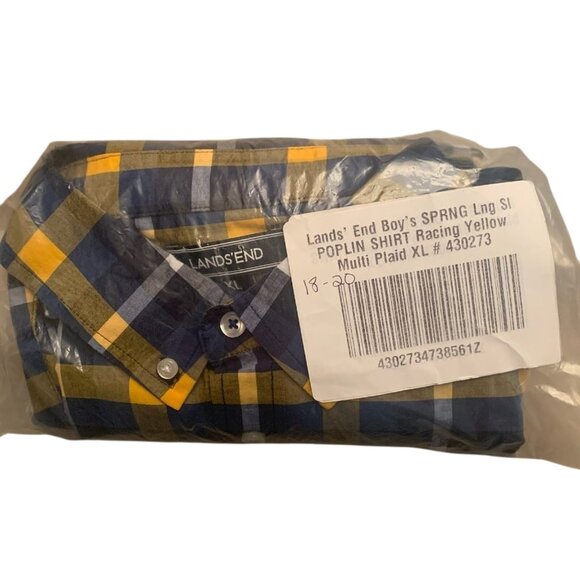 LANDS' END
XL
Lands' End Boy's SPRNG Lng Sl
POPLIN SHIRT Racing Yellow
Multi Plaid XL # 430273
18-20
4302734738561Z